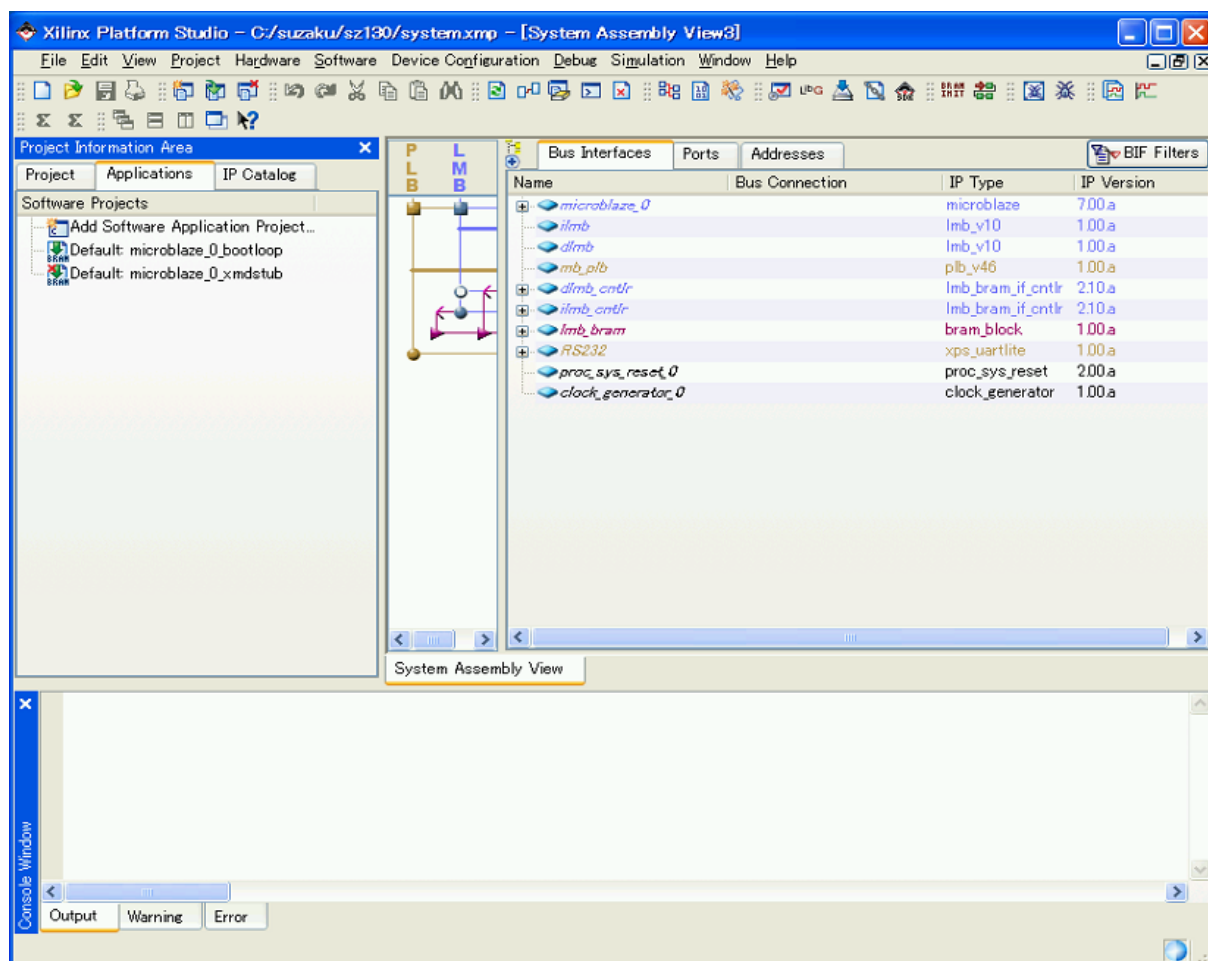 Xilinx Platform Studio - C:/suzaku/sz130/system.xmp - [System Assembly View3]
File Edit View Project Hardware Software Device Configuration Debug Simulation Window Help
Project Information Area
Project Applications IP Catalog
Software Projects
Add Software Application Project...
BRAM Default: microblaze_0_bootloop
BRAM Default: microblaze_0_xmdstub
P L B
L M B
Bus Interfaces Ports Addresses BIF Filters
Name Bus Connection IP Type IP Version
microblaze_0 microblaze 7.00.a
ilmb lmb_v10 1.00.a
dlmb lmb_v10 1.00.a
mb_plb plb_v46 1.00.a
dlmb_cntlr lmb_bram_if_cntlr 2.10.a
ilmb_cntlr lmb_bram_if_cntlr 2.10.a
lmb_bram bram_block 1.00.a
RS232 xps_uartlite 1.00.a
proc_sys_reset_0 proc_sys_reset 2.00.a
clock_generator_0 clock_generator 1.00.a
System Assembly View
Console Window
Output Warning Error